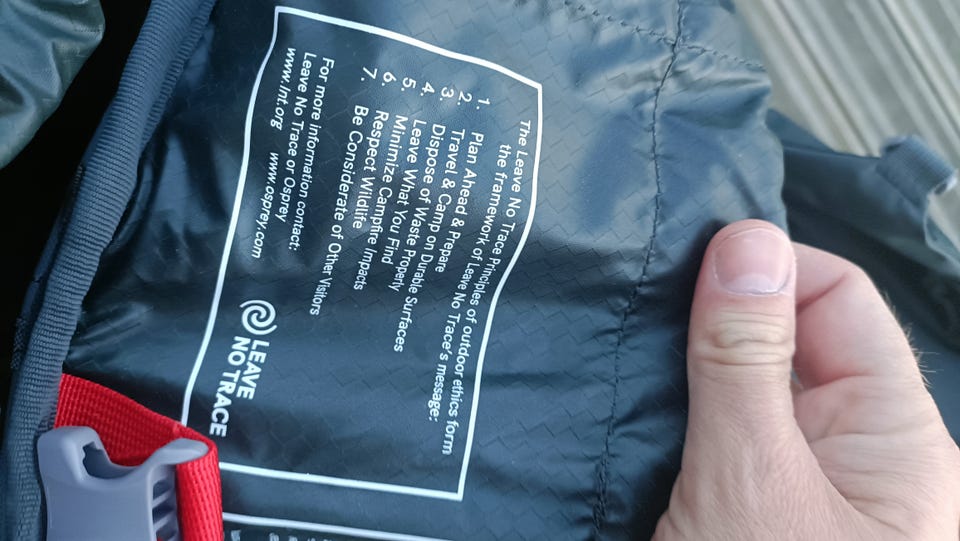 The Leave No Trace Principles of outdoor ethics form
the framework of Leave No Trace's message:
1. Plan Ahead & Prepare
2. Travel & Camp on Durable Surfaces
3. Dispose of Waste Properly
4. Leave What You Find
5. Minimize Campfire Impacts
6. Respect Wildlife
7. Be Considerate of Other Visitors
For more information contact:
Leave No Trace or Osprey
www.lnt.org www.osprey.com
LEAVE
NO TRACE